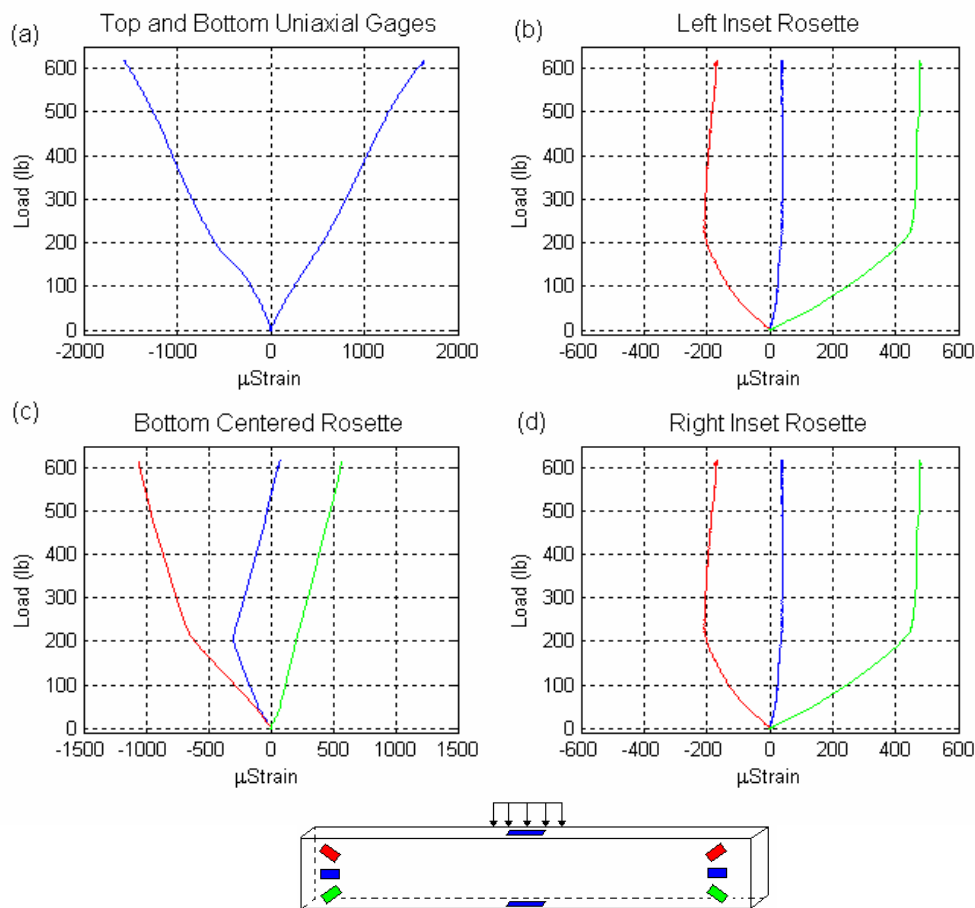 (a)
Top and Bottom Uniaxial Gages
600
500
400
300
200
100
0
Load (lb)
-2000 -1000 0 1000 2000
μStrain
(b)
Left Inset Rosette
600
500
400
300
200
100
0
Load (lb)
-600 -400 -200 0 200 400 600
μStrain
(c)
Bottom Centered Rosette
600
500
400
300
200
100
0
Load (lb)
-1500 -1000 -500 0 500 1000 1500
μStrain
(d)
Right Inset Rosette
600
500
400
300
200
100
0
Load (lb)
-600 -400 -200 0 200 400 600
μStrain